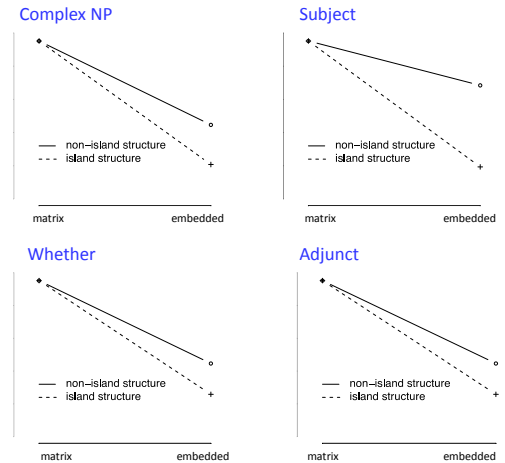 Complex NP
non−island structure
island structure
matrix embedded
Subject
non−island structure
island structure
matrix embedded
Whether
non−island structure
island structure
matrix embedded
Adjunct
non−island structure
island structure
matrix embedded